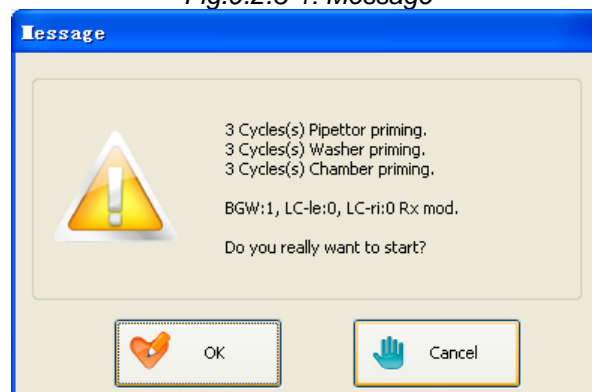 Message
3 Cycles(s) Pipettor priming.
3 Cycles(s) Washer priming.
3 Cycles(s) Chamber priming.
BGW:1, LC-le:0, LC-ri:0 Rx mod.
Do you really want to start?
OK
Cancel